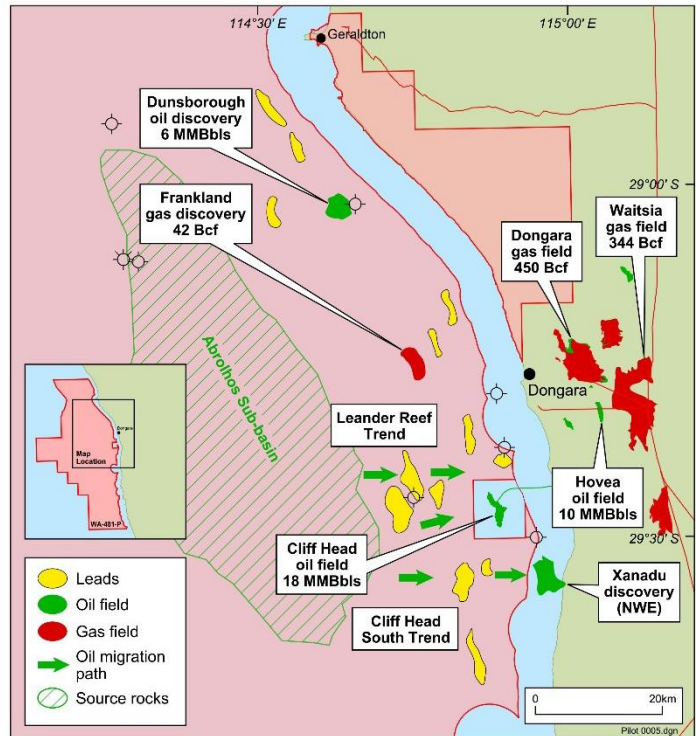 114°30' E
115°00' E
Geraldton
Dunsborough
oil discovery
6 MMBbls
Frankland
gas discovery
42 Bcf
29°00' S
Dongara
gas field
450 Bcf
Waitsia
gas field
344 Bcf
Abrolhos Sub-basin
Dongara
Leander Reef
Trend
Dongara
Map
Location
WA-481-P
Hovea
oil field
10 MMBbls
29°30' S
Cliff Head
oil field
18 MMBbls
Xanadu
discovery
(NWE)
Cliff Head
South Trend
Leads
Oil field
Gas field
Oil migration
path
Source rocks
0 20km
Pilot 0005.dgn